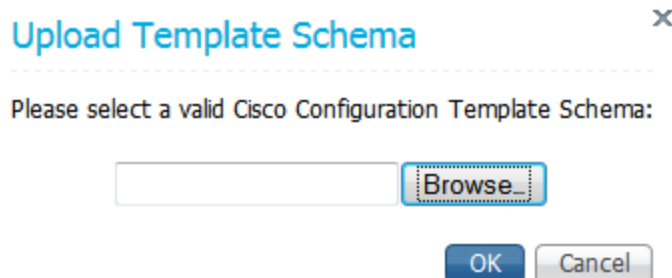 Upload Template Schema
x
Please select a valid Cisco Configuration Template Schema:
Browse...
OK Cancel